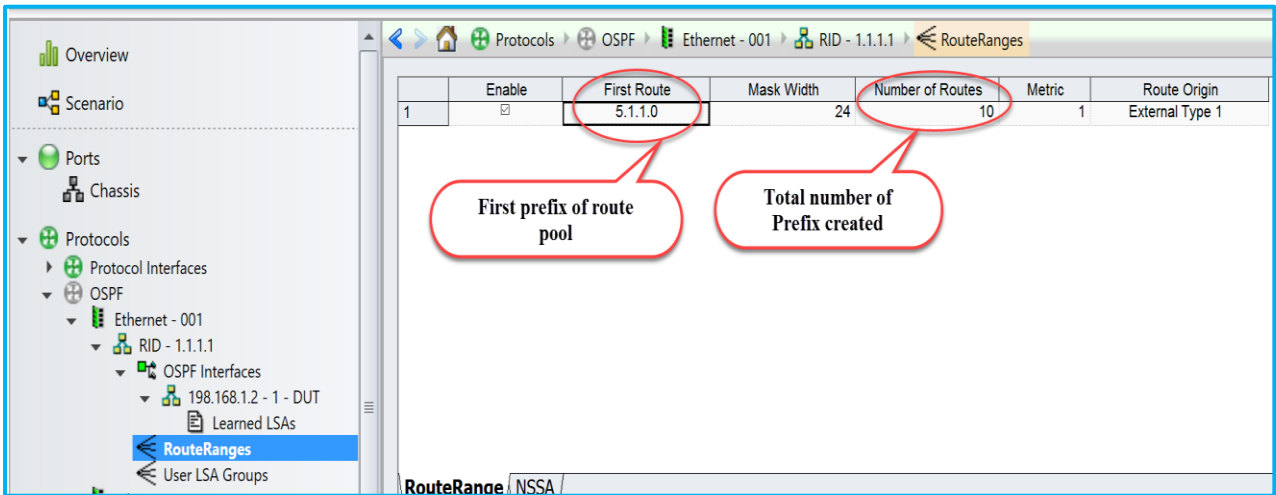 Overview
Scenario
Ports
Chassis
Protocols
Protocol Interfaces
OSPF
Ethernet - 001
RID - 1.1.1.1
OSPF Interfaces
198.168.1.2 - 1 - DUT
Learned LSAs
RouteRanges
User LSA Groups
Protocols OSPF Ethernet - 001 RID - 1.1.1.1 RouteRanges
Enable First Route Mask Width Number of Routes Metric Route Origin
1 5.1.1.0 24 10 1 External Type 1
First prefix of route
pool
Total number of
Prefix created
RouteRange NSSA